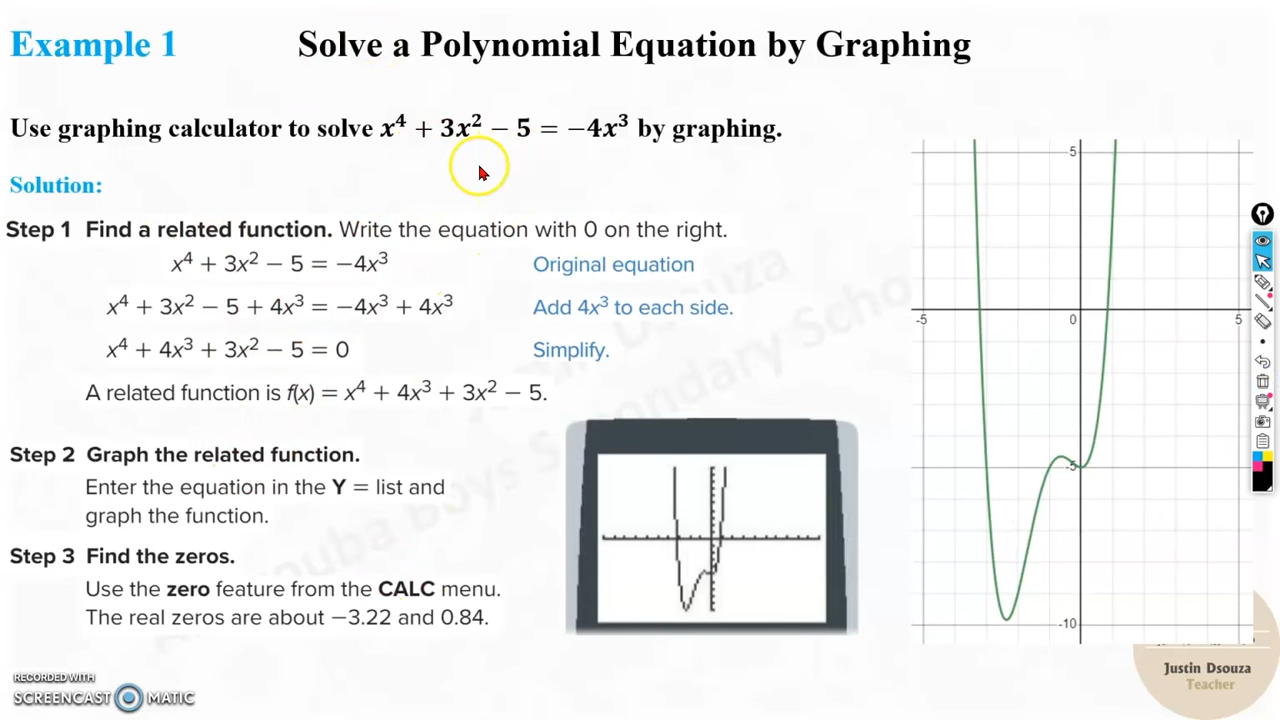 Example 1
Solve a Polynomial Equation by Graphing
Use graphing calculator to solve x⁴ + 3x² − 5 = −4x³ by graphing.
Solution:
Step 1 Find a related function. Write the equation with 0 on the right.
x⁴ + 3x² − 5 = −4x³ Original equation
x⁴ + 3x² − 5 + 4x³ = −4x³ + 4x³ Add 4x³ to each side.
x⁴ + 4x³ + 3x² − 5 = 0 Simplify.
A related function is f(x) = x⁴ + 4x³ + 3x² − 5.
Step 2 Graph the related function.
Enter the equation in the Y = list and
graph the function.
Step 3 Find the zeros.
Use the zero feature from the CALC menu.
The real zeros are about −3.22 and 0.84.
5
-5
0
5
-5
-10
RECORDED WITH
SCREENCAST MATIC
Justin Dsouza
Teacher